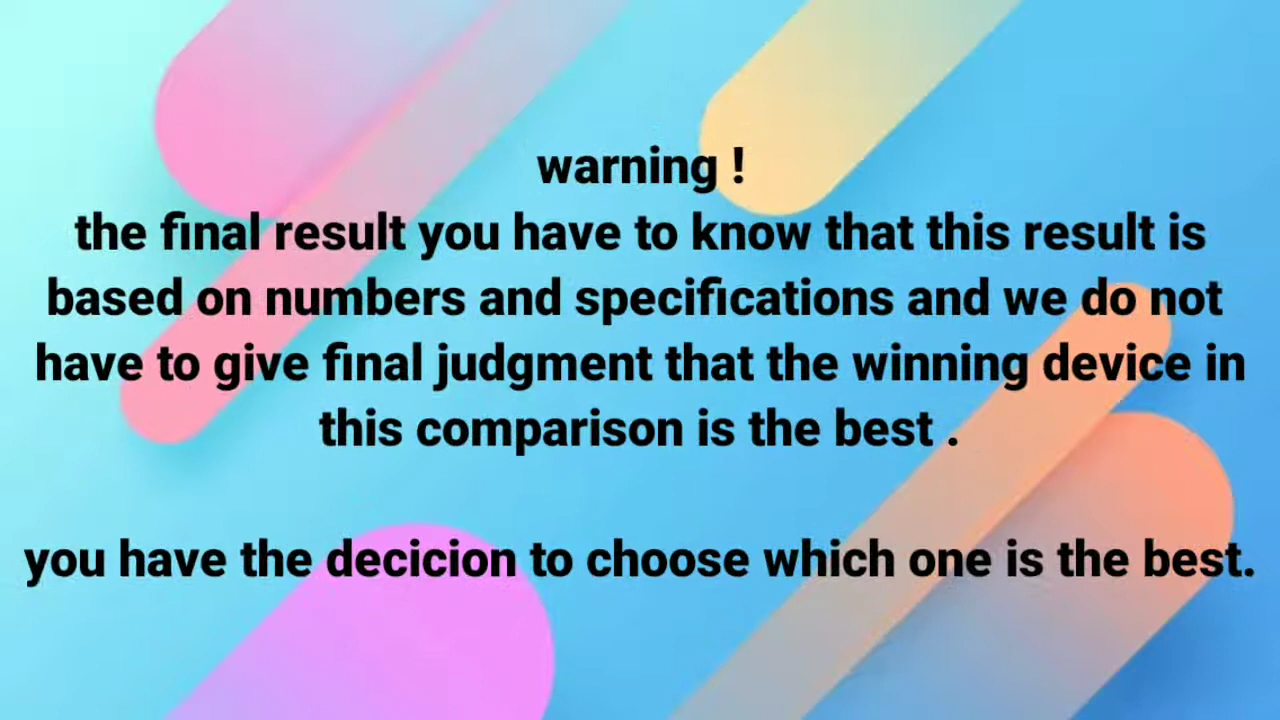 warning !
the final result you have to know that this result is
based on numbers and specifications and we do not
have to give final judgment that the winning device in
this comparison is the best .
you have the decicion to choose which one is the best.